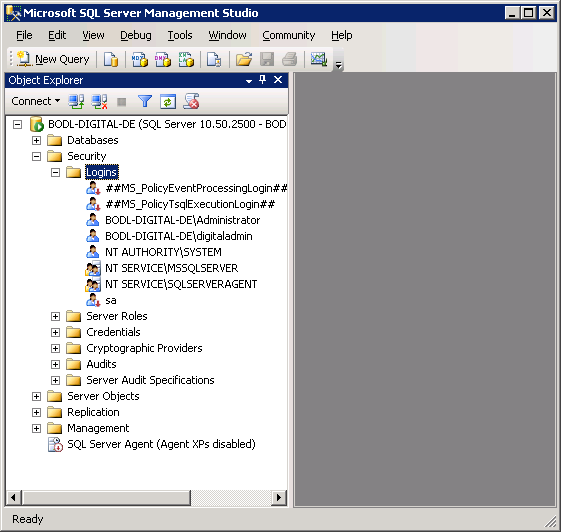 Microsoft SQL Server Management Studio
File Edit View Debug Tools Window Community Help
New Query
Object Explorer
Connect
BODL-DIGITAL-DE (SQL Server 10.50.2500 - BOD
Databases
Security
Logins
##MS_PolicyEventProcessingLogin##
##MS_PolicyTsqlExecutionLogin##
BODL-DIGITAL-DE\Administrator
BODL-DIGITAL-DE\digitaladmin
NT AUTHORITY\SYSTEM
NT SERVICE\MSSQLSERVER
NT SERVICE\SQLSERVERAGENT
sa
Server Roles
Credentials
Cryptographic Providers
Audits
Server Audit Specifications
Server Objects
Replication
Management
SQL Server Agent (Agent XPs disabled)
Ready